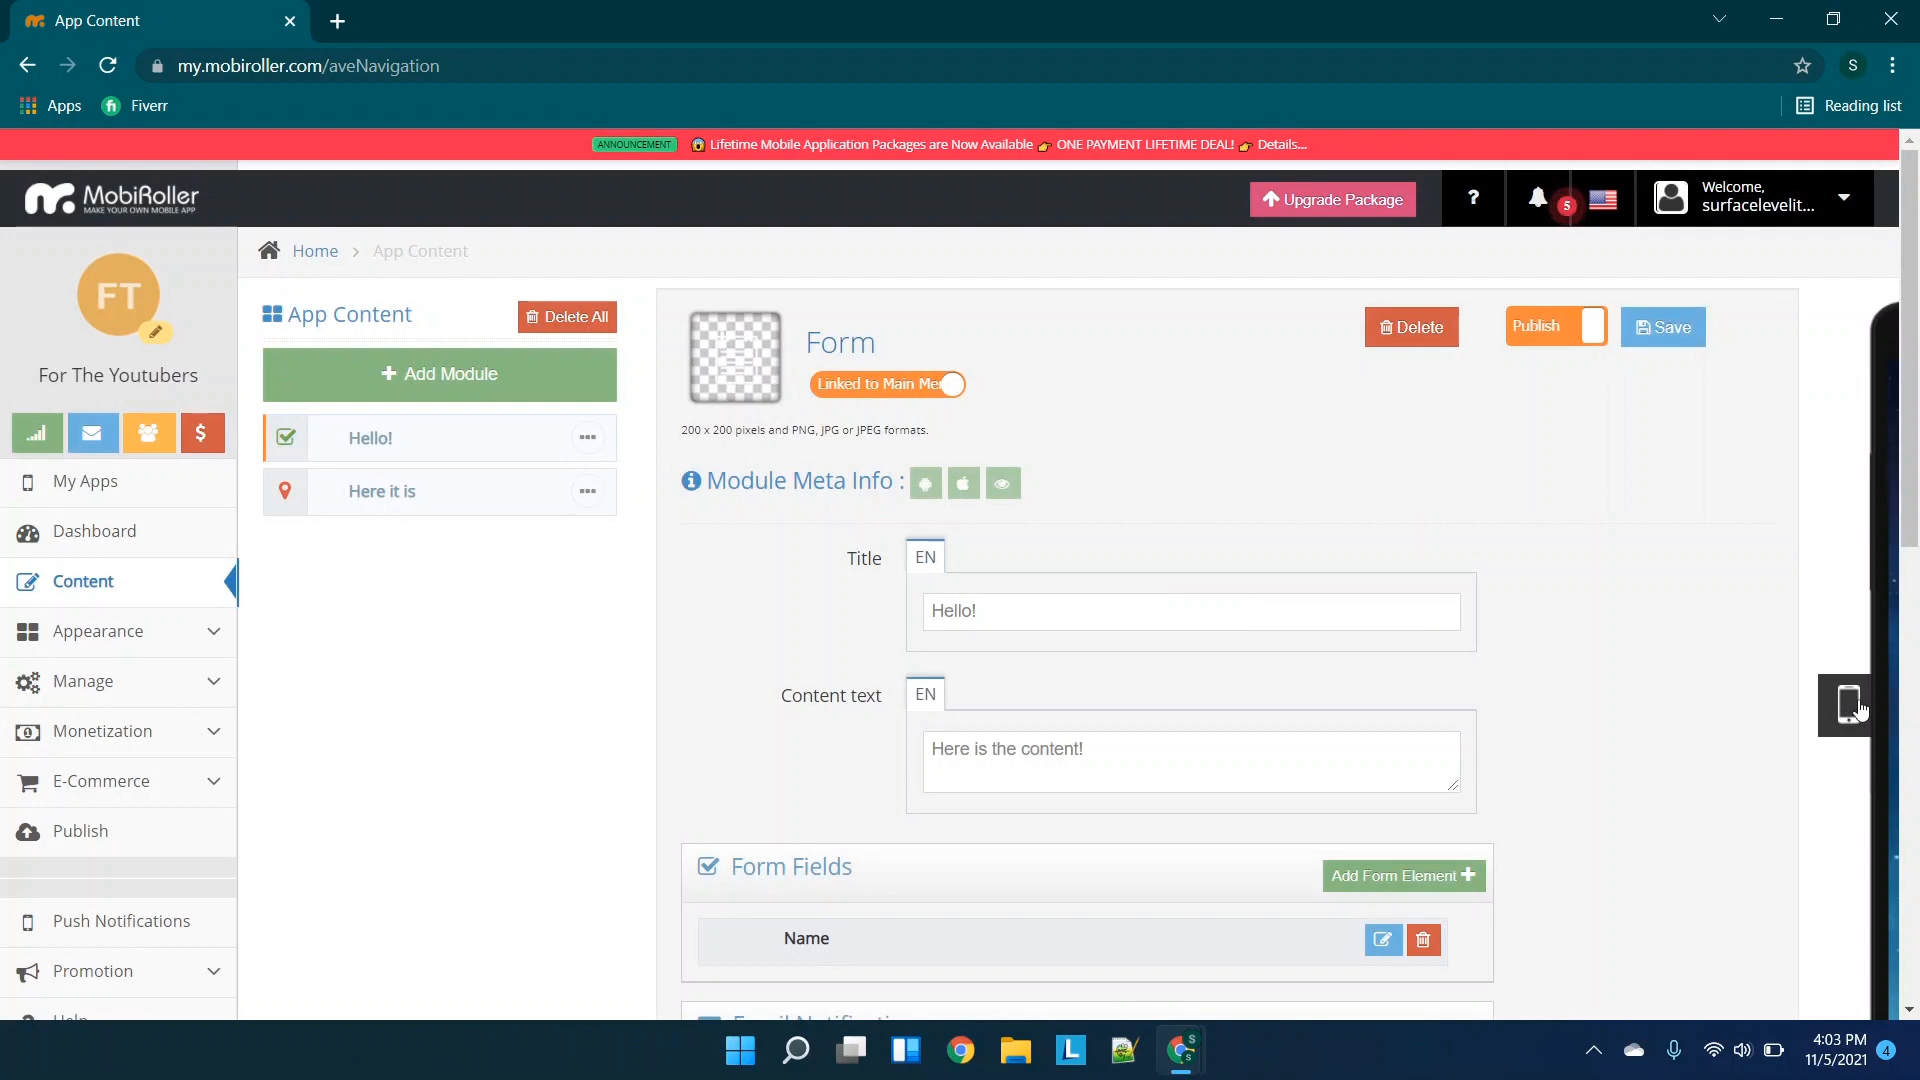 App Content
my.mobiroller.com/aveNavigation
S
Apps
Fiverr
Reading list
ANNOUNCEMENT
Lifetime Mobile Application Packages are Now Available 👉 ONE PAYMENT LIFETIME DEAL! 👉 Details...
MobiRoller
MAKE YOUR OWN MOBILE APP
Upgrade Package
?
5
Welcome,
surfacelevelit...
FT
For The Youtubers
$
My Apps
Dashboard
Content
Appearance
Manage
Monetization
E-Commerce
Publish
Push Notifications
Promotion
Home > App Content
App Content
Delete All
+ Add Module
Hello!
Here it is
Form
Linked to Main Me
Delete
Publish
Save
200 x 200 pixels and PNG, JPG or JPEG formats.
Module Meta Info :
Title
EN
Hello!
Content text
EN
Here is the content!
Form Fields
Add Form Element +
Name
L
S
S
4:03 PM
11/5/2021
4